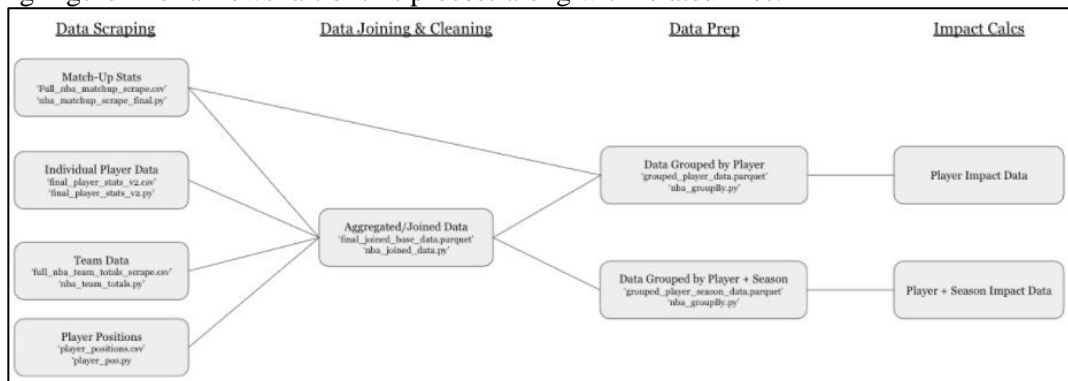 Data Scraping
Data Joining & Cleaning
Data Prep
Impact Calcs
Match-Up Stats
'Full_nba_matchup_scrape.csv'
'nba_matchup_scrape_final.py'
Individual Player Data
'final_player_stats_v2.csv'
'final_player_stats_v2.py'
Team Data
'full_nba_team_totals_scrape.csv'
'nba_team_totals.py'
Player Positions
'player_positions.csv'
'player_pos.py
Aggregated/Joined Data
'final_joined_base_data.parquet'
'nba_joined_data.py'
Data Grouped by Player
'grouped_player_data.parquet'
'nba_groupBy.py'
Data Grouped by Player + Season
'grouped_player_season_data.parquet'
'nba_groupBy.py'
Player Impact Data
Player + Season Impact Data